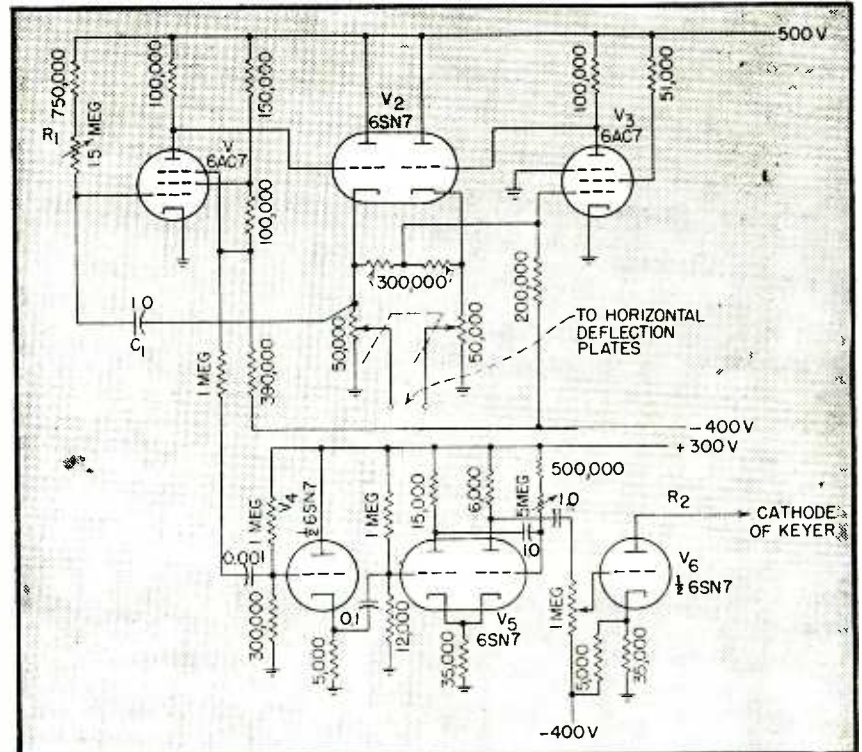 500 V
750,000
100,000
150,000
V2
6SN7
100,000
51,000
R1
1.5 MEG
V
6AC7
V3
6AC7
100,000
300,000
200,000
1.0
C1
50,000
50,000
TO HORIZONTAL
DEFLECTION
PLATES
1 MEG
390,000
-400 V
+300 V
1 MEG
V4
½ 6SN7
1 MEG
15,000
6,000
5 MEG
500,000
1.0
1.0
R2
CATHODE
OF KEYER
0.001
V6
½ 6SN7
1 MEG
300,000
5,000
0.1
12,000
35,000
V5
6SN7
5,000
35,000
-400 V